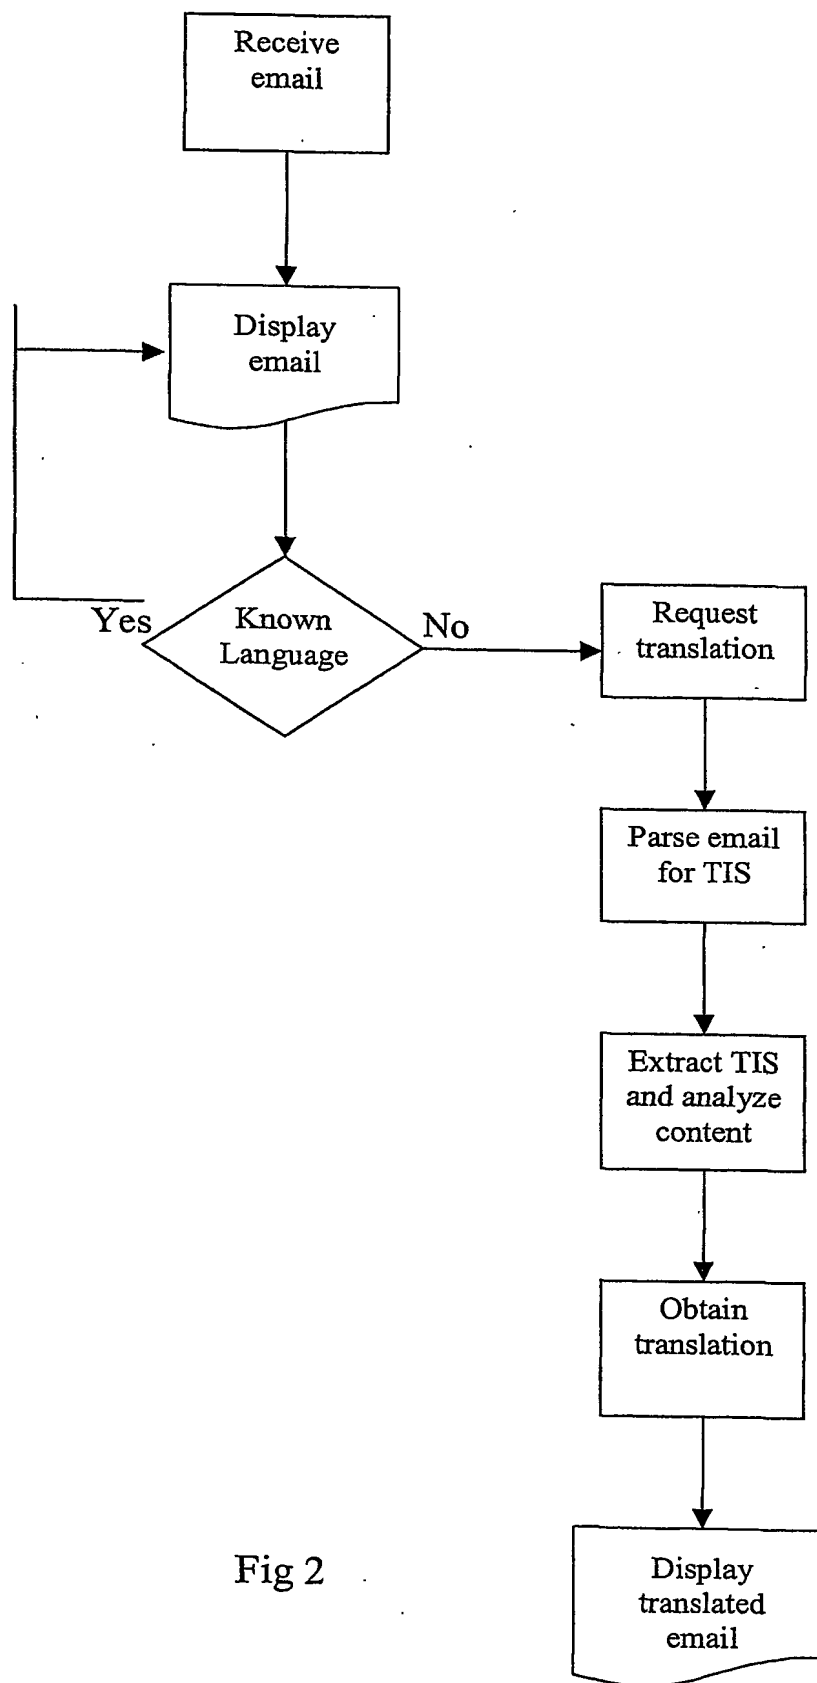 Receive
email
Display
email
Yes
Known
Language
No
Request
translation
Parse email
for TIS
Extract TIS
and analyze
content
Obtain
translation
Display
translated
email
Fig 2